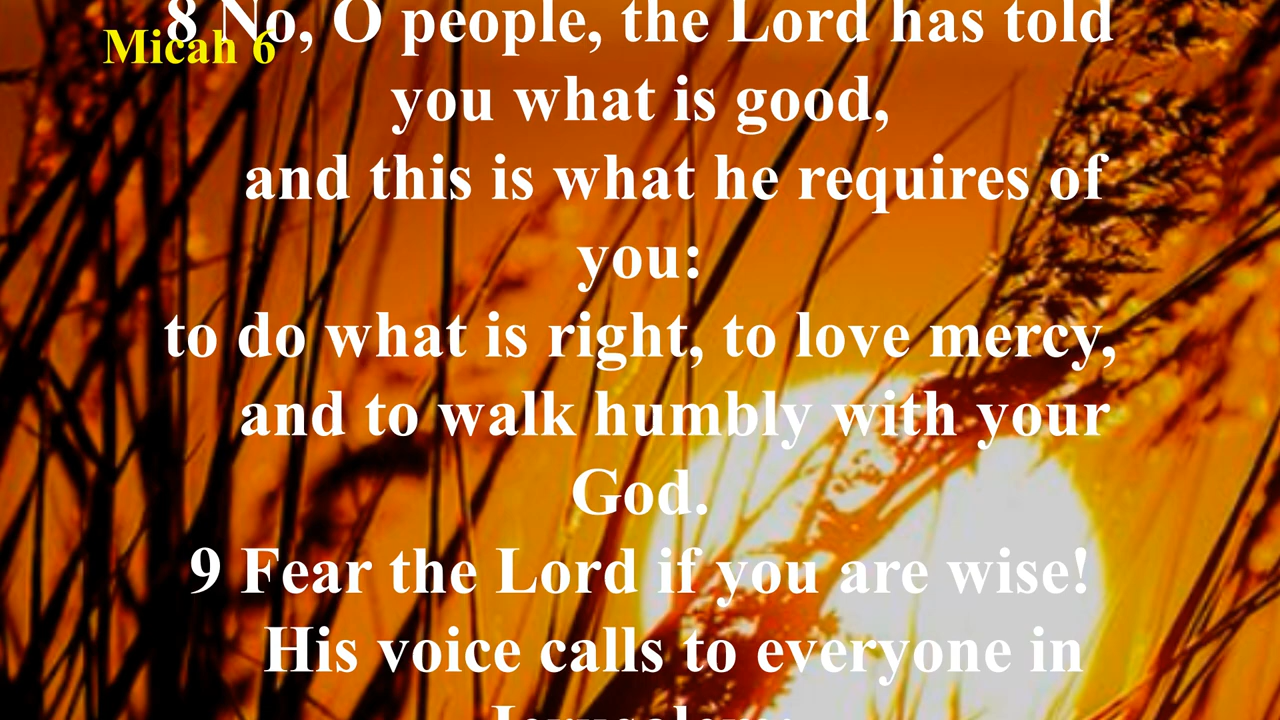 8 No, O people, the Lord has told
Micah 6
you what is good,
and this is what he requires of
you:
to do what is right, to love mercy,
and to walk humbly with your
God.
9 Fear the Lord if you are wise!
His voice calls to everyone in